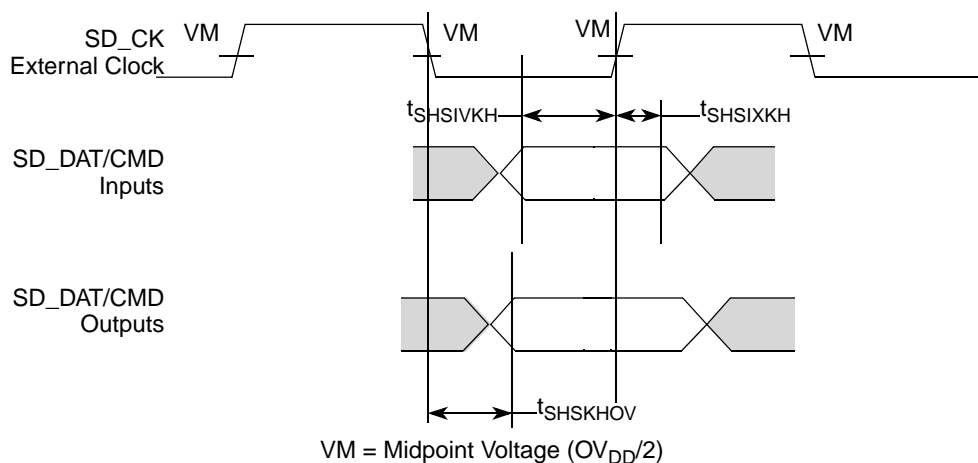 VM VM VM VM
SD_CK
External Clock
tSHSIVKH tSHSIXKH
SD_DAT/CMD
Inputs
SD_DAT/CMD
Outputs
tSHSKHOV
VM = Midpoint Voltage (OVDD/2)